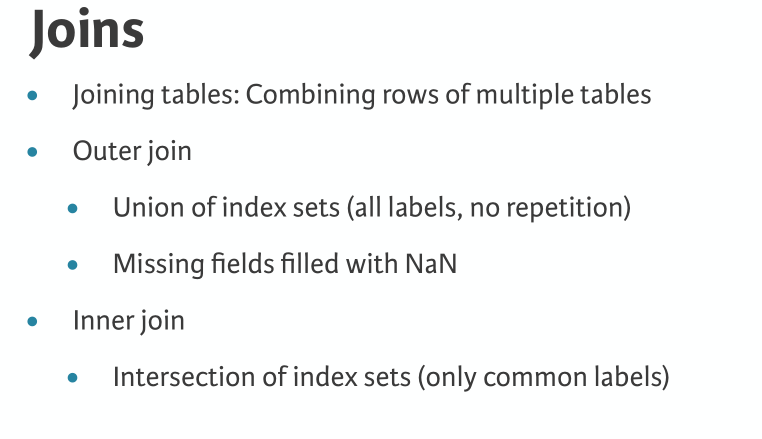 Joins
• Joining tables: Combining rows of multiple tables
• Outer join
• Union of index sets (all labels, no repetition)
• Missing fields filled with NaN
• Inner join
• Intersection of index sets (only common labels)